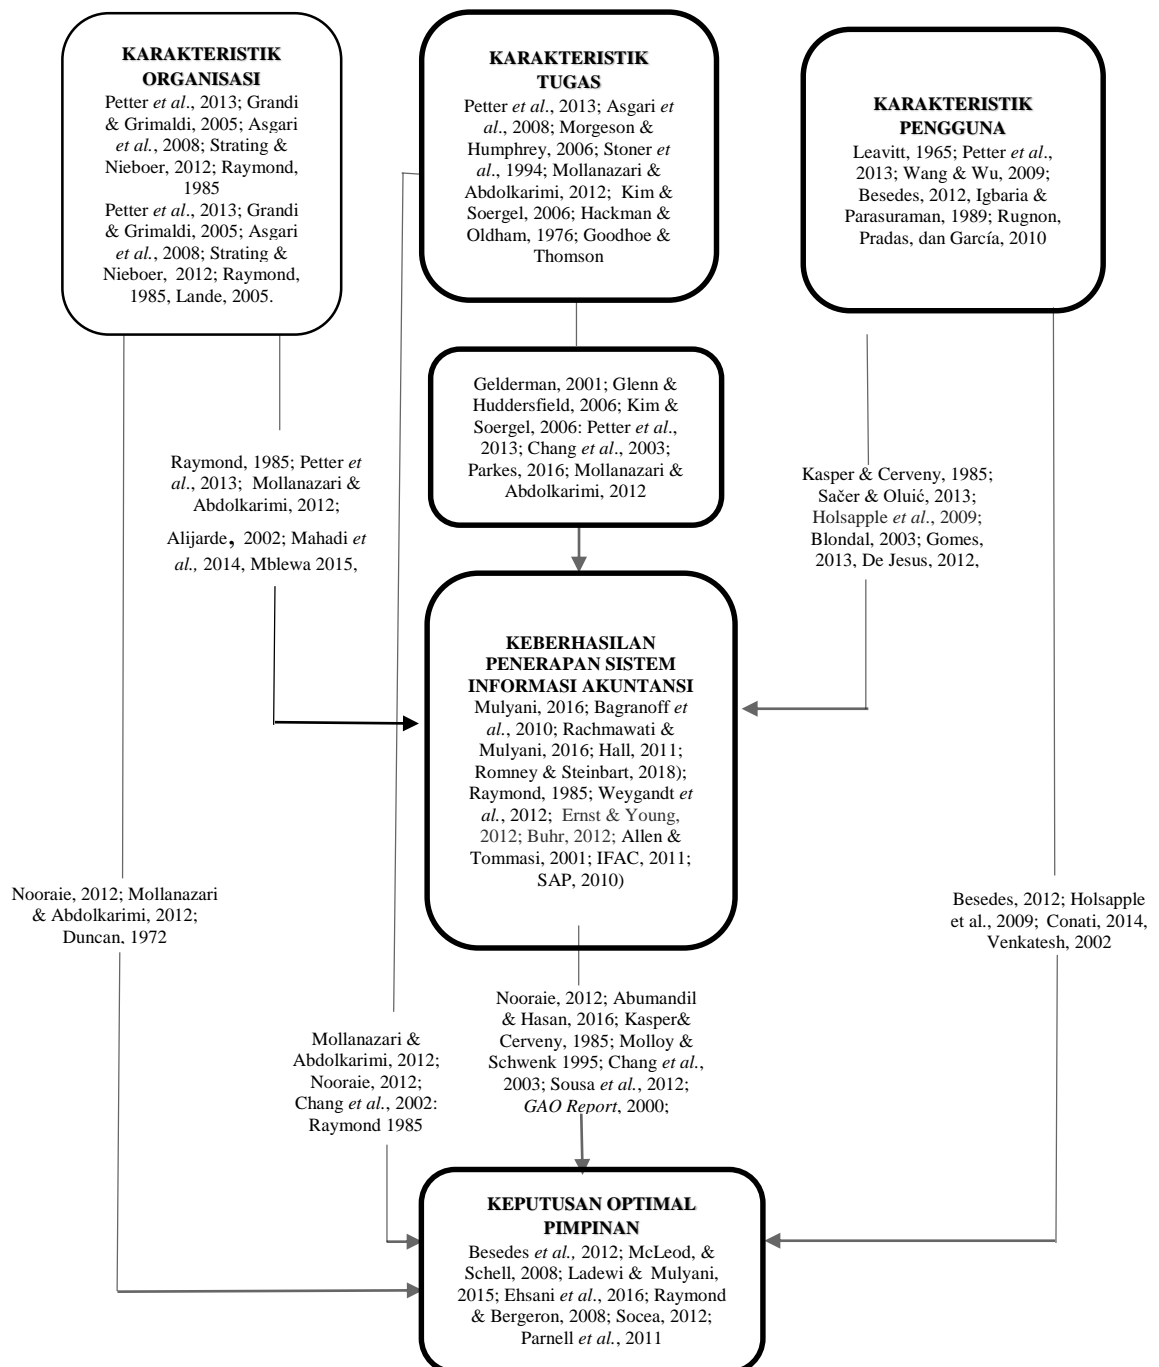 KARAKTERISTIK
ORGANISASI
Petter et al., 2013; Grandi
& Grimaldi, 2005; Asgari
et al., 2008; Strating &
Nieboer, 2012; Raymond,
1985
Petter et al., 2013; Grandi
& Grimaldi, 2005; Asgari
et al., 2008; Strating &
Nieboer, 2012; Raymond,
1985, Lande, 2005.
KARAKTERISTIK
TUGAS
Petter et al., 2013; Asgari et
al., 2008; Morgeson &
Humphrey, 2006; Stoner et
al., 1994; Mollanazari &
Abdolkarimi, 2012; Kim &
Soergel, 2006; Hackman &
Oldham, 1976; Goodhoe &
Thomson
KARAKTERISTIK
PENGGUNA
Leavitt, 1965; Petter et al.,
2013; Wang & Wu, 2009;
Besedes, 2012, Igbaria &
Parasuraman, 1989; Rugnon,
Pradas, dan García, 2010
Gelderman, 2001; Glenn &
Huddersfield, 2006; Kim &
Soergel, 2006: Petter et al.,
2013; Chang et al., 2003;
Parkes, 2016; Mollanazari &
Abdolkarimi, 2012
Raymond, 1985; Petter et
al., 2013; Mollanazari &
Abdolkarimi, 2012;
Alijarde, 2002; Mahadi et
al., 2014, Mblewa 2015,
Kasper & Cerveny, 1985;
Sačer & Oluić, 2013;
Holsapple et al., 2009;
Blondal, 2003; Gomes,
2013, De Jesus, 2012,
KEBERHASILAN
PENERAPAN SISTEM
INFORMASI AKUNTANSI
Mulyani, 2016; Bagranoff et
al., 2010; Rachmawati &
Mulyani, 2016; Hall, 2011;
Romney & Steinbart, 2018);
Raymond, 1985; Weygandt et
al., 2012; Ernst & Young,
2012; Buhr, 2012; Allen &
Tommasi, 2001; IFAC, 2011;
SAP, 2010)
Nooraie, 2012; Mollanazari
& Abdolkarimi, 2012;
Duncan, 1972
Besedes, 2012; Holsapple
et al., 2009; Conati, 2014,
Venkatesh, 2002
Mollanazari &
Abdolkarimi, 2012;
Nooraie, 2012;
Chang et al., 2002:
Raymond 1985
Nooraie, 2012; Abumandil
& Hasan, 2016; Kasper&
Cerveny, 1985; Molloy &
Schwenk 1995; Chang et al.,
2003; Sousa et al., 2012;
GAO Report, 2000;
KEPUTUSAN OPTIMAL
PIMPINAN
Besedes et al., 2012; McLeod, &
Schell, 2008; Ladewi & Mulyani,
2015; Ehsani et al., 2016; Raymond
& Bergeron, 2008; Socea, 2012;
Parnell et al., 2011